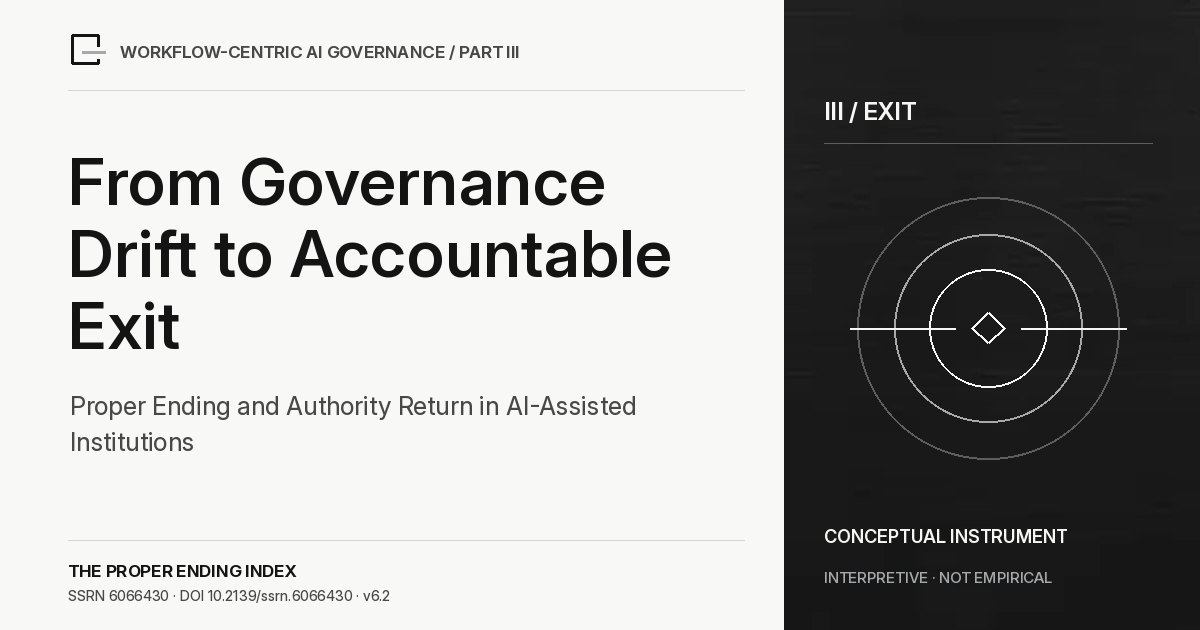 WORKFLOW-CENTRIC AI GOVERNANCE / PART III
From Governance
Drift to Accountable
Exit
Proper Ending and Authority Return in AI-Assisted
Institutions
THE PROPER ENDING INDEX
SSRN 6066430 · DOI 10.2139/ssrn.6066430 · v6.2
III / EXIT
CONCEPTUAL INSTRUMENT
INTERPRETIVE · NOT EMPIRICAL